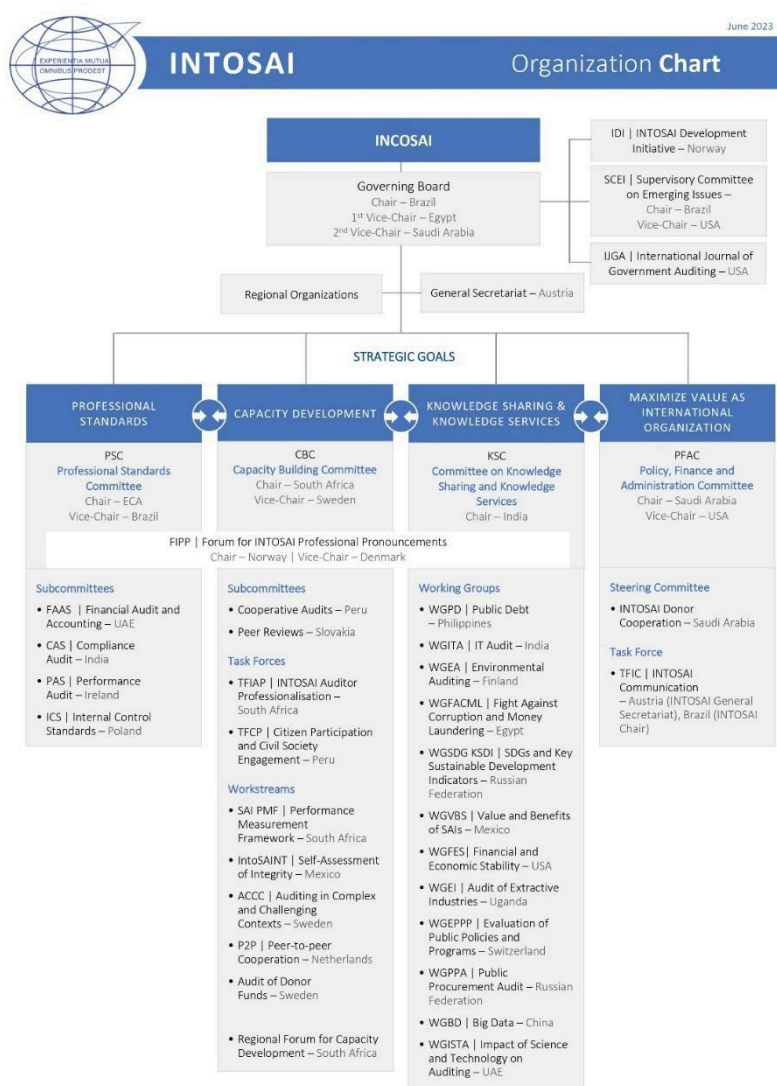 June 2023
EXPERIENTIA MUTUA
OMNIBUS PRODEST
INTOSAI
Organization Chart
INCOSAI
Governing Board
Chair – Brazil
1st Vice-Chair – Egypt
2nd Vice-Chair – Saudi Arabia
IDI | INTOSAI Development
Initiative – Norway
SCEI | Supervisory Committee
on Emerging Issues –
Chair – Brazil
Vice-Chair – USA
IJGA | International Journal of
Government Auditing – USA
Regional Organizations
General Secretariat – Austria
STRATEGIC GOALS
PROFESSIONAL
STANDARDS
PSC
Professional Standards
Committee
Chair – ECA
Vice-Chair – Brazil
CAPACITY DEVELOPMENT
CBC
Capacity Building Committee
Chair – South Africa
Vice-Chair – Sweden
KNOWLEDGE SHARING &
KNOWLEDGE SERVICES
KSC
Committee on Knowledge
Sharing and Knowledge
Services
Chair – India
MAXIMIZE VALUE AS
INTERNATIONAL
ORGANIZATION
PFAC
Policy, Finance and
Administration Committee
Chair – Saudi Arabia
Vice-Chair – USA
FIPP | Forum for INTOSAI Professional Pronouncements
Chair – Norway | Vice-Chair – Denmark
Subcommittees
• FAAS | Financial Audit and
Accounting – UAE
• CAS | Compliance
Audit – India
• PAS | Performance
Audit – Ireland
• ICS | Internal Control
Standards – Poland
Subcommittees
• Cooperative Audits – Peru
• Peer Reviews – Slovakia
Task Forces
• TFIAP | INTOSAI Auditor
Professionalisation –
South Africa
• TFCP | Citizen Participation
and Civil Society
Engagement – Peru
Workstreams
• SAI PMF | Performance
Measurement
Framework – South Africa
• IntoSAINT | Self-Assessment
of Integrity – Mexico
• ACCC | Auditing in Complex
and Challenging
Contexts – Sweden
• P2P | Peer-to-peer
Cooperation – Netherlands
• Audit of Donor
Funds – Sweden
• Regional Forum for Capacity
Development – South Africa
Working Groups
• WGPD | Public Debt
– Philippines
• WGITA | IT Audit – India
• WGEA | Environmental
Auditing – Finland
• WGFACML | Fight Against
Corruption and Money
Laundering – Egypt
• WGSDG KSDI | SDGs and Key
Sustainable Development
Indicators – Russian
Federation
• WGVBS | Value and Benefits
of SAIs – Mexico
• WGFES| Financial and
Economic Stability – USA
• WGEI | Audit of Extractive
Industries – Uganda
• WGEPPP | Evaluation of
Public Policies and
Programs – Switzerland
• WGPPA | Public
Procurement Audit – Russian
Federation
• WGBD | Big Data – China
• WGISTA | Impact of Science
and Technology on
Auditing – UAE
Steering Committee
• INTOSAI Donor
Cooperation – Saudi Arabia
Task Force
• TFIC | INTOSAI
Communication
– Austria (INTOSAI General
Secretariat), Brazil (INTOSAI
Chair)